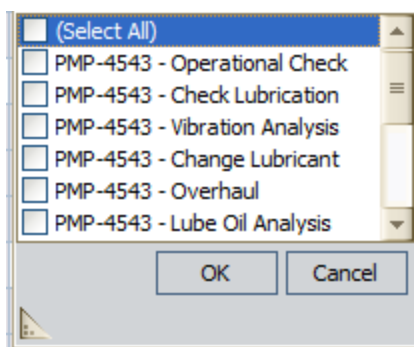 (Select All)
PMP-4543 - Operational Check
PMP-4543 - Check Lubrication
PMP-4543 - Vibration Analysis
PMP-4543 - Change Lubricant
PMP-4543 - Overhaul
PMP-4543 - Lube Oil Analysis
OK Cancel